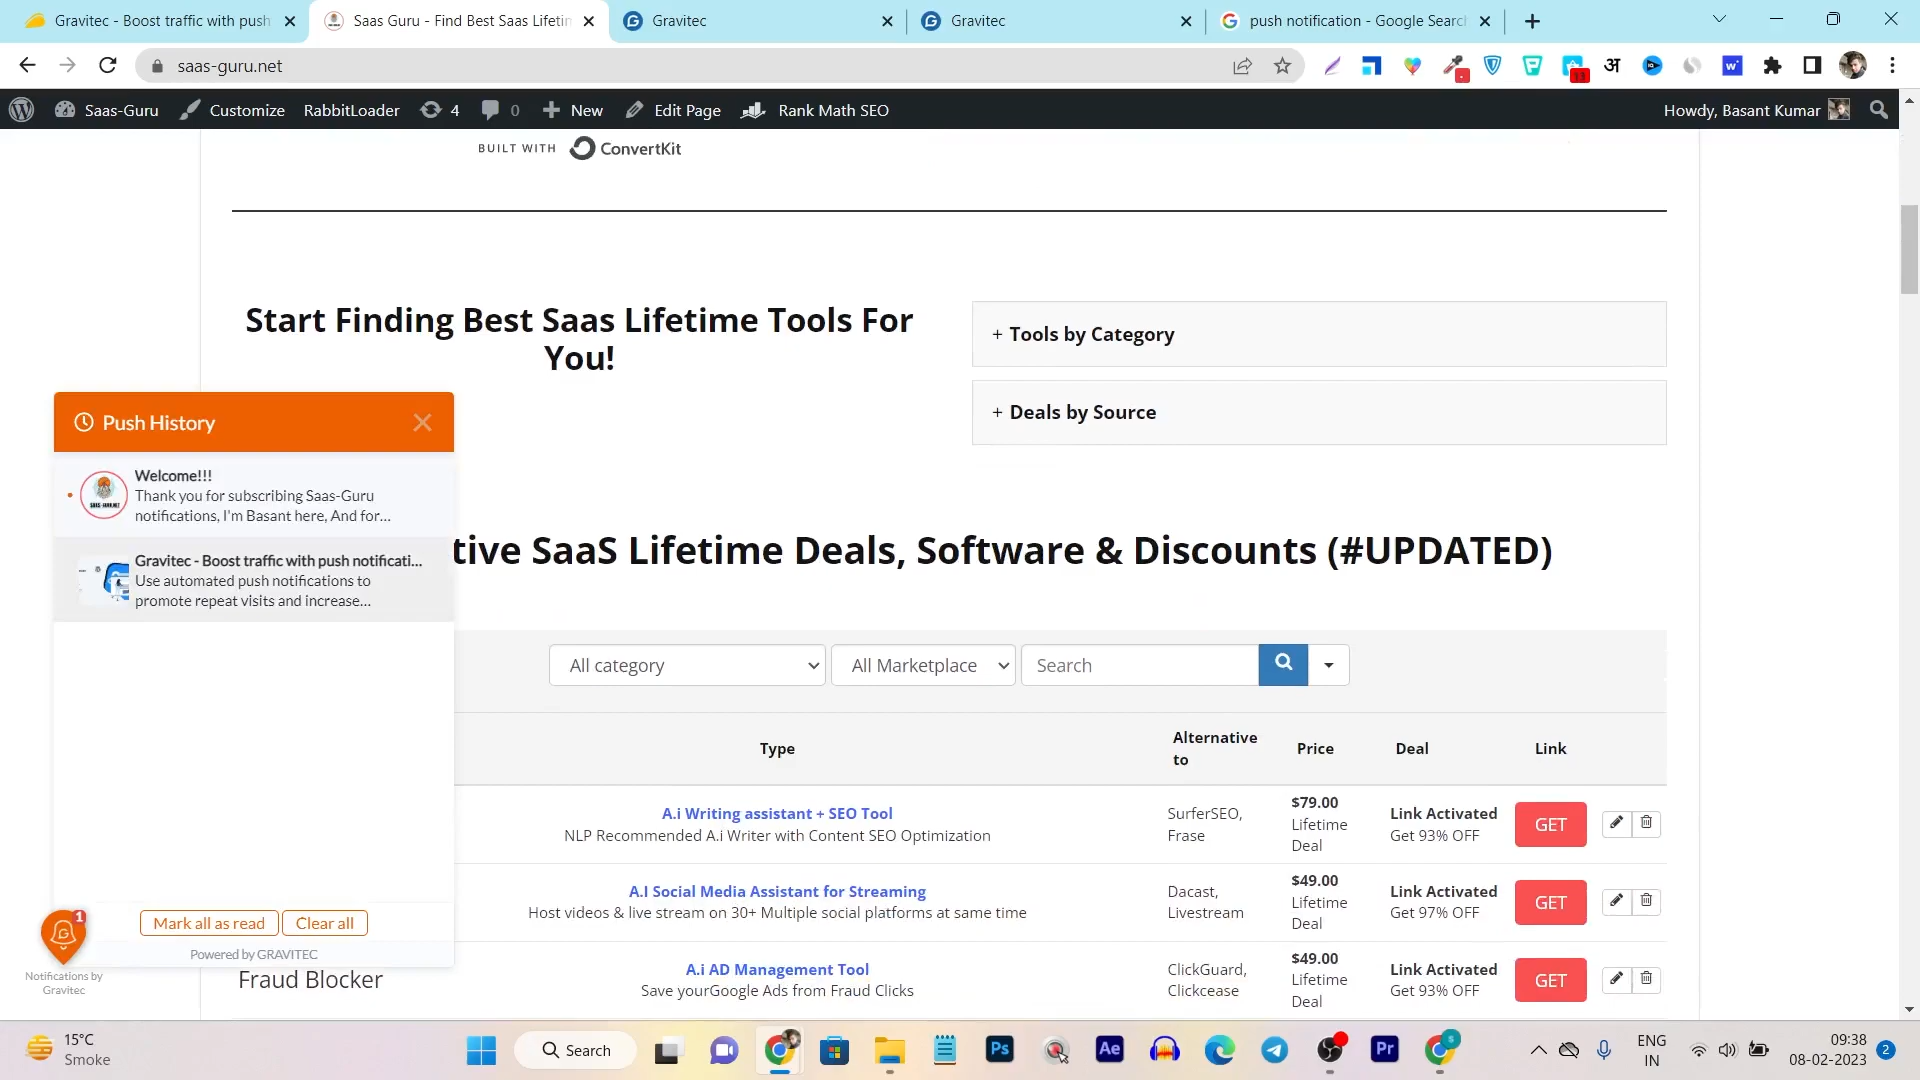 Gravitec - Boost traffic with push
Saas Guru - Find Best Saas Lifetim
Gravitec
Gravitec
push notification - Google Search
saas-guru.net
Saas-Guru
Customize
RabbitLoader
4
0
New
Edit Page
Rank Math SEO
Howdy, Basant Kumar
BUILT WITH ConvertKit
Start Finding Best Saas Lifetime Tools For
You!
+ Tools by Category
+ Deals by Source
Push History
Welcome!!!
Thank you for subscribing Saas-Guru
notifications, I'm Basant here, And for...
Gravitec - Boost traffic with push notificati...
Use automated push notifications to
promote repeat visits and increase...
Mark all as read
Clear all
Powered by GRAVITEC
1
Notifications by
Gravitec
tive SaaS Lifetime Deals, Software & Discounts (#UPDATED)
All category
All Marketplace
Search
Type
Alternative
to
Price
Deal
Link
A.i Writing assistant + SEO Tool
NLP Recommended A.i Writer with Content SEO Optimization
SurferSEO,
Frase
$79.00
Lifetime
Deal
Link Activated
Get 93% OFF
GET
A.I Social Media Assistant for Streaming
Host videos & live stream on 30+ Multiple social platforms at same time
Dacast,
Livestream
$49.00
Lifetime
Deal
Link Activated
Get 97% OFF
GET
Fraud Blocker
A.i AD Management Tool
Save yourGoogle Ads from Fraud Clicks
ClickGuard,
Clickcease
$49.00
Lifetime
Deal
Link Activated
Get 93% OFF
GET
15°C
Smoke
Search
Ps
Ae
Pr
ENG
IN
09:38
08-02-2023
2